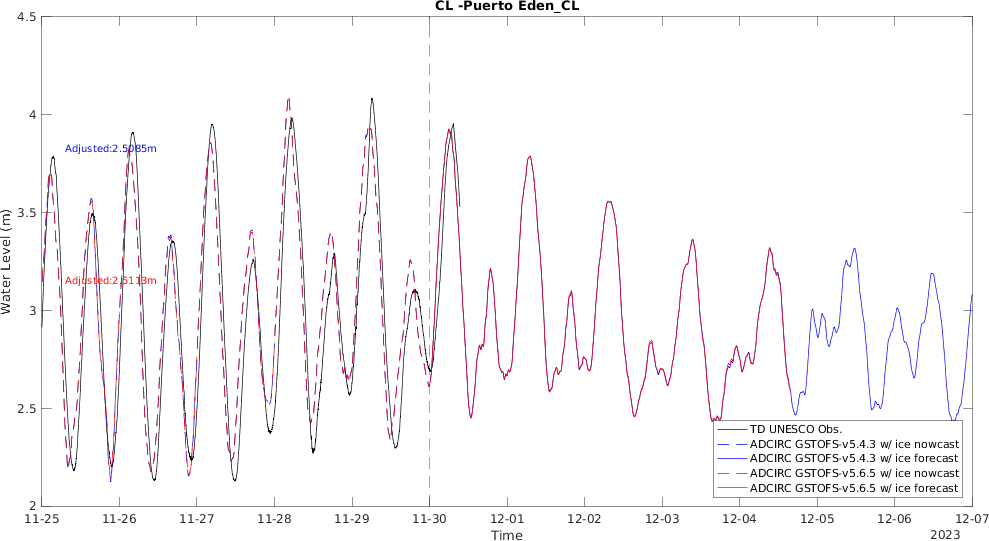 CL -Puerto Eden_CL
4.5
4
3.5
3
2.5
2
Water Level (m)
Adjusted:2.5085m
Adjusted:2.5113m
TD UNESCO Obs.
ADCIRC GSTOFS-v5.4.3 w/ ice nowcast
ADCIRC GSTOFS-v5.4.3 w/ ice forecast
ADCIRC GSTOFS-v5.6.5 w/ ice nowcast
ADCIRC GSTOFS-v5.6.5 w/ ice forecast
11-25 11-26 11-27 11-28 11-29 11-30 12-01 12-02 12-03 12-04 12-05 12-06 12-07
Time
2023